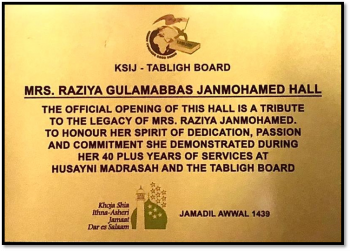 KSIJ - TABLIGH BOARD
MRS. RAZIYA GULAMABBAS JANMOHAMED HALL
THE OFFICIAL OPENING OF THIS HALL IS A TRIBUTE
TO THE LEGACY OF MRS. RAZIYA JANMOHAMED.
TO HONOUR HER SPIRIT OF DEDICATION, PASSION
AND COMMITMENT SHE DEMONSTRATED DURING
HER 40 PLUS YEARS OF SERVICES AT
HUSAYNI MADRASAH AND THE TABLIGH BOARD
Khoja Shia
Ithna-Asheri
Jamaat
Dar es Salaam
JAMADIL AWWAL 1439